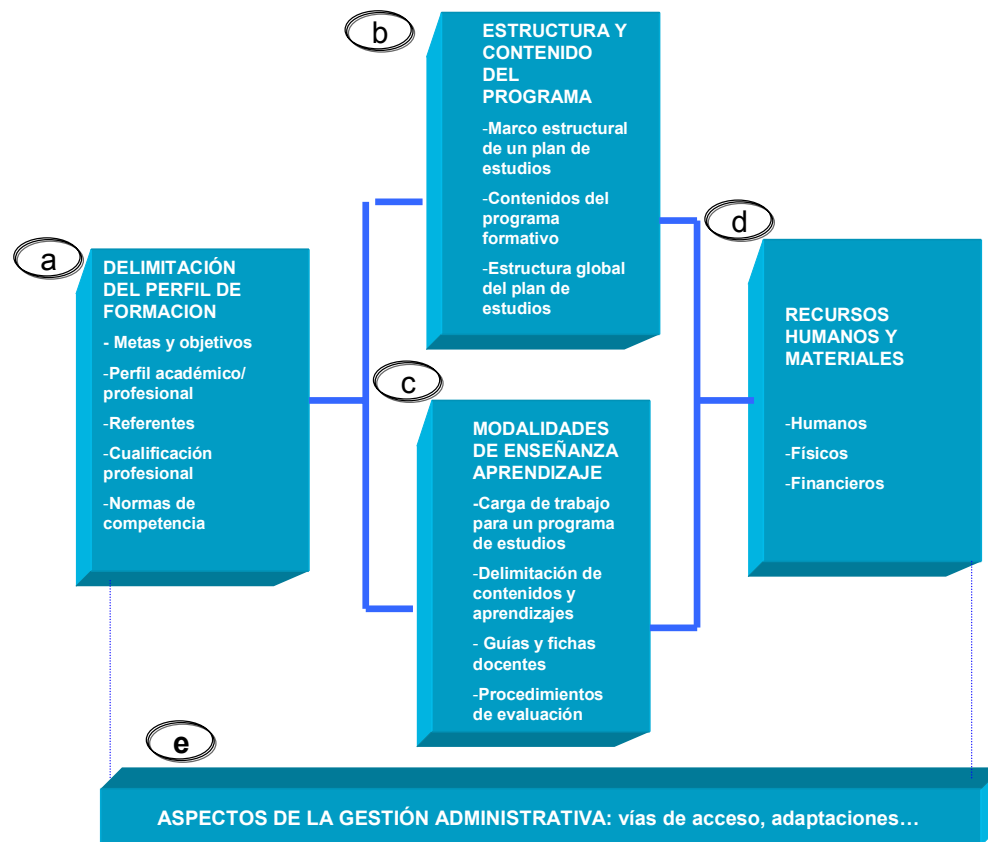 a
DELIMITACIÓN
DEL PERFIL DE
FORMACION
- Metas y objetivos
-Perfil académico/
profesional
-Referentes
-Cualificación
profesional
-Normas de
competencia
b
ESTRUCTURA Y
CONTENIDO
DEL
PROGRAMA
-Marco estructural
de un plan de
estudios
-Contenidos del
programa
formativo
-Estructura global
del plan de
estudios
c
MODALIDADES
DE ENSEÑANZA
APRENDIZAJE
-Carga de trabajo
para un programa
de estudios
-Delimitación de
contenidos y
aprendizajes
- Guías y fichas
docentes
-Procedimientos
de evaluación
d
RECURSOS
HUMANOS Y
MATERIALES
-Humanos
-Físicos
-Financieros
e
ASPECTOS DE LA GESTIÓN ADMINISTRATIVA: vías de acceso, adaptaciones…